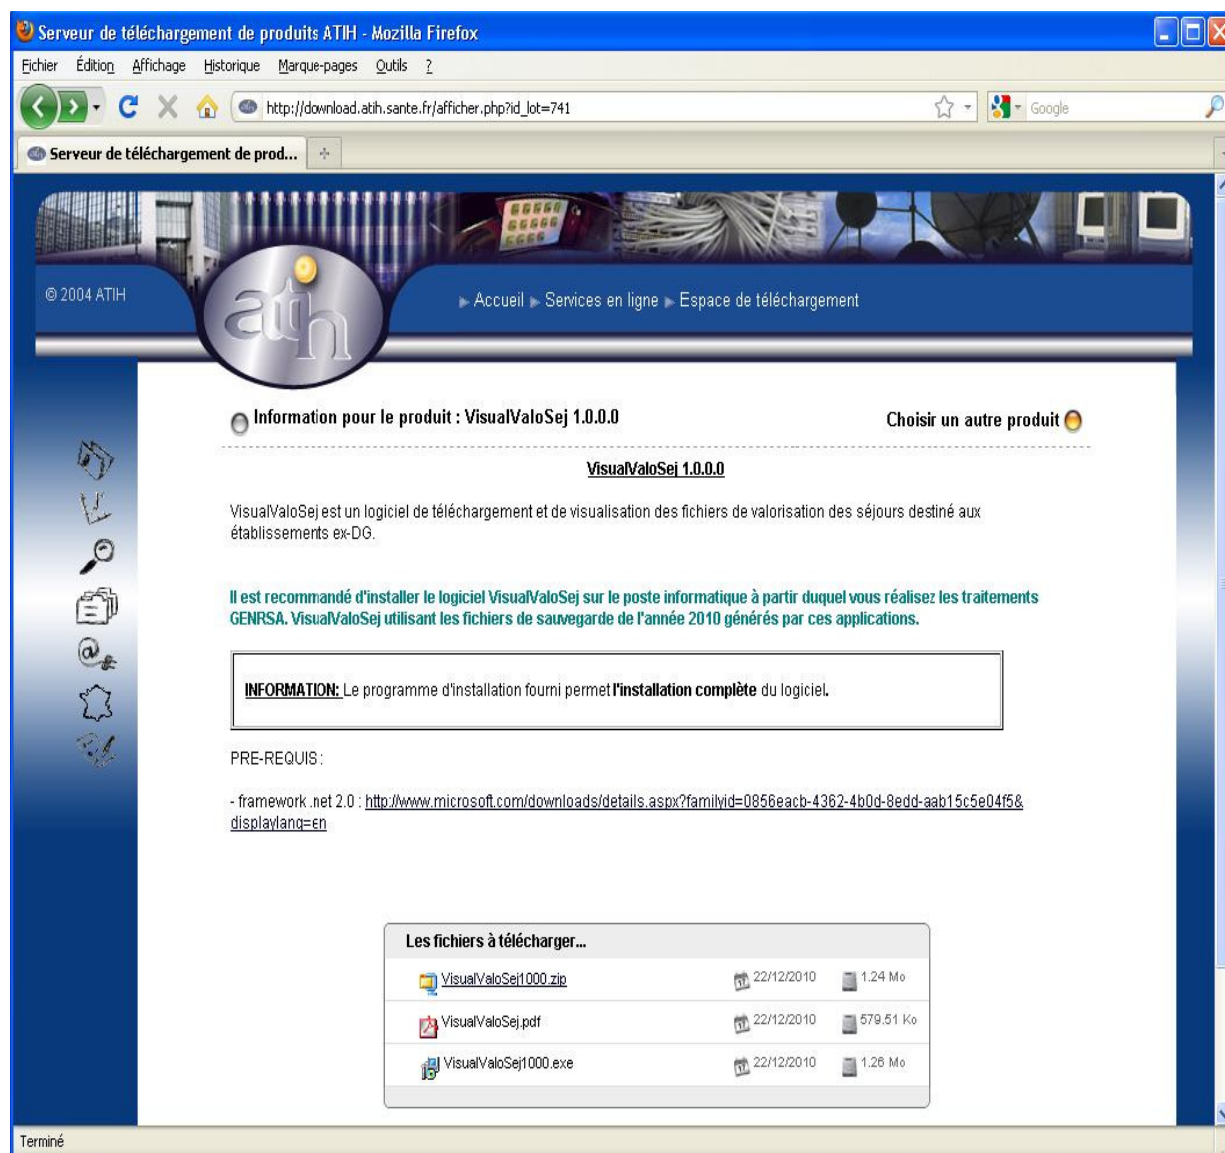 Serveur de téléchargement de produits ATIH - Mozilla Firefox
Fichier Édition Affichage Historique Marque-pages Outils ?
http://download.atih.sante.fr/afficher.php?id_lot=741
Google
Serveur de téléchargement de prod...
© 2004 ATIH
atih
Accueil Services en ligne Espace de téléchargement
Information pour le produit : VisualValoSej 1.0.0.0
Choisir un autre produit
VisualValoSej 1.0.0.0
VisualValoSej est un logiciel de téléchargement et de visualisation des fichiers de valorisation des séjours destiné aux
établissements ex-DG.
Il est recommandé d'installer le logiciel VisualValoSej sur le poste informatique à partir duquel vous réalisez les traitements
GENRSA. VisualValoSej utilisant les fichiers de sauvegarde de l'année 2010 générés par ces applications.
INFORMATION: Le programme d'installation fourni permet l'installation complète du logiciel.
PRE-REQUIS :
- framework .net 2.0 : http://www.microsoft.com/downloads/details.aspx?familyid=0856eacb-4362-4b0d-8edd-aab15c5e04f5&
displaylang=en
Les fichiers à télécharger...
VisualValoSej1000.zip 22/12/2010 1.24 Mo
VisualValoSej.pdf 22/12/2010 579.51 Ko
VisualValoSej1000.exe 22/12/2010 1.26 Mo
Terminé